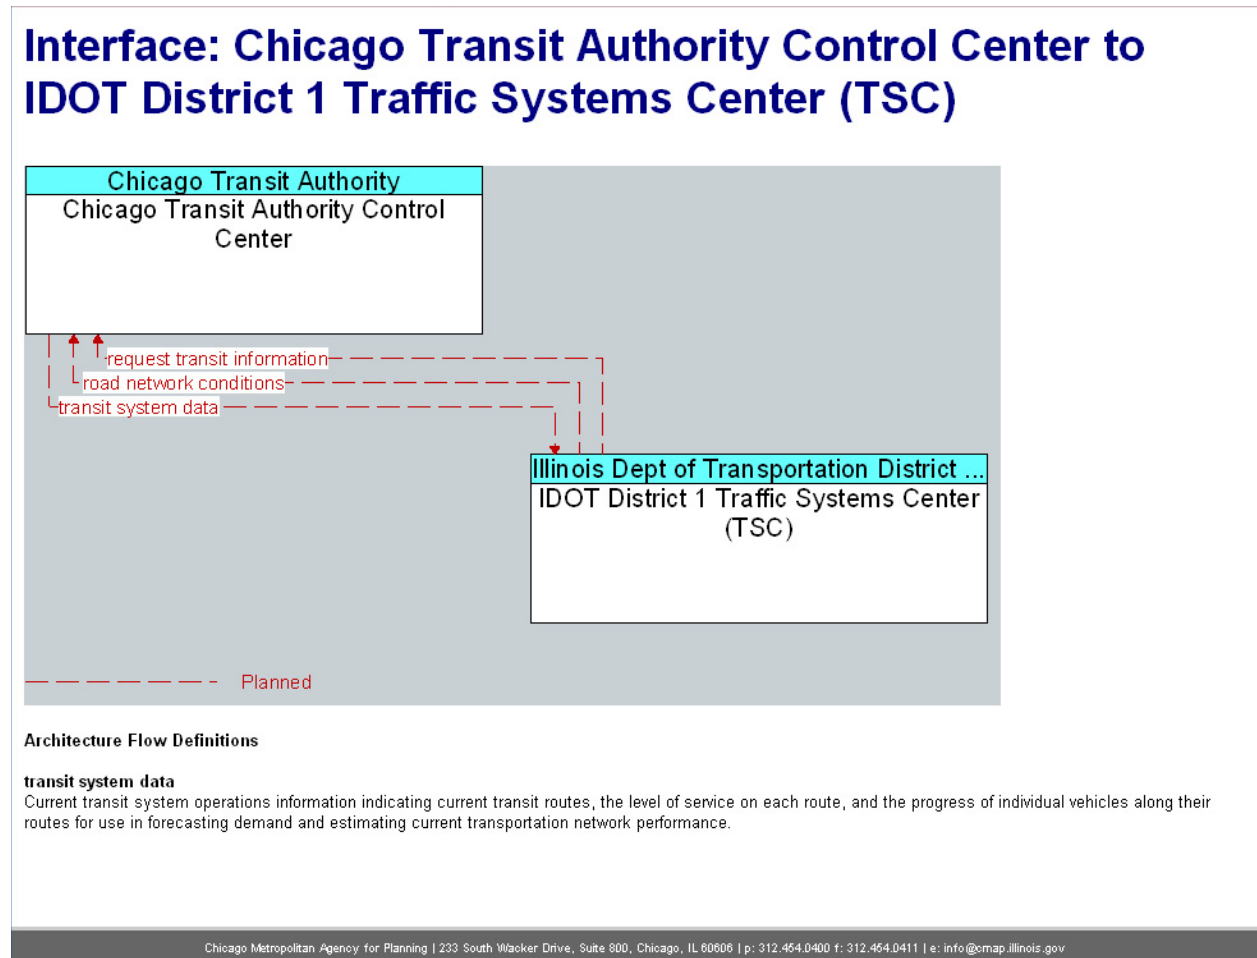 Interface: Chicago Transit Authority Control Center to
IDOT District 1 Traffic Systems Center (TSC)
Chicago Transit Authority
Chicago Transit Authority Control
Center
request transit information
road network conditions
transit system data
Illinois Dept of Transportation District ...
IDOT District 1 Traffic Systems Center
(TSC)
Planned
Architecture Flow Definitions
transit system data
Current transit system operations information indicating current transit routes, the level of service on each route, and the progress of individual vehicles along their
routes for use in forecasting demand and estimating current transportation network performance.
Chicago Metropolitan Agency for Planning | 233 South Wacker Drive, Suite 800, Chicago, IL 60606 | p: 312.454.0400 f: 312.454.0411 | e: info@cmap.illinois.gov